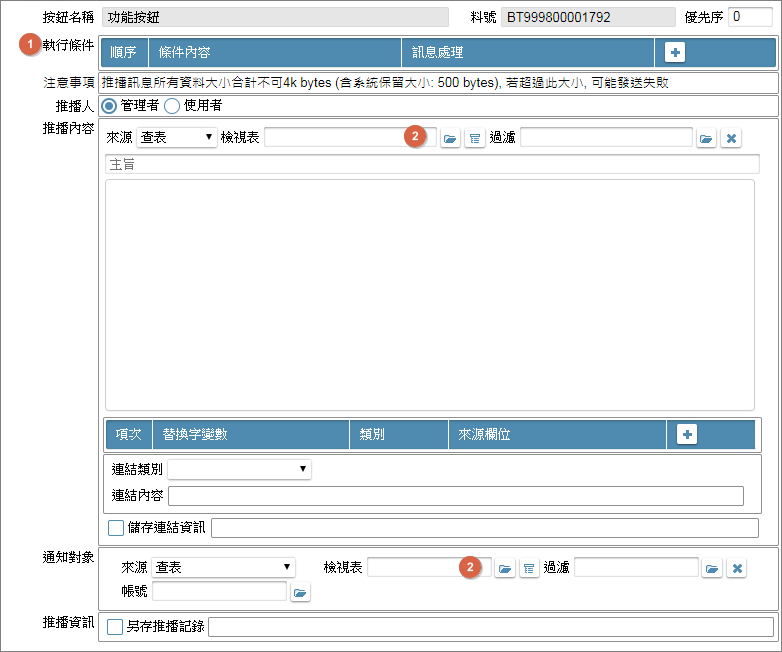 按鈕名稱 功能按鈕 料號 BT999800001792 優先序 0
1 執行條件 順序 條件內容 訊息處理
注意事項 推播訊息所有資料大小合計不可4k bytes (含系統保留大小: 500 bytes), 若超過此大小, 可能發送失敗
推播人 管理者 使用者
推播內容
來源 查表 檢視表 2 過濾
主旨
項次 替換字變數 類別 來源欄位
連結類別
連結內容
儲存連結資訊
通知對象
來源 查表 檢視表 2 過濾
帳號
推播資訊 另存推播記錄